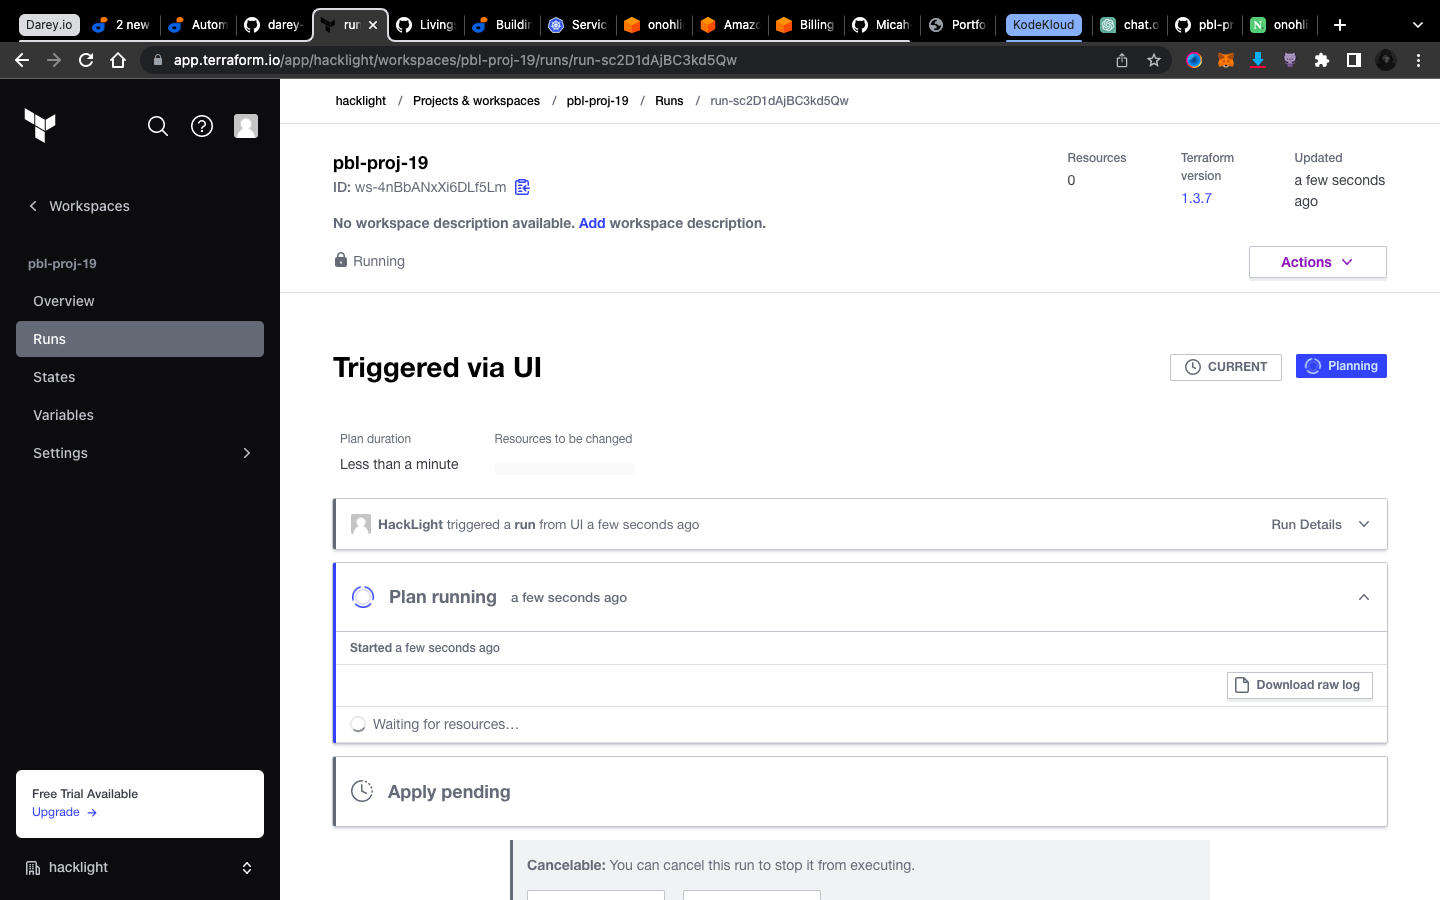 Darey.io
2 new
Autom
darey-
run
Livings
Buildin
Servic
onohli
Amazo
Billing
Micah-
Portfo
KodeKloud
chat.o
pbl-pr
onohli
app.terraform.io/app/hacklight/workspaces/pbl-proj-19/runs/run-sc2D1dAjBC3kd5Qw
hacklight / Projects & workspaces / pbl-proj-19 / Runs / run-sc2D1dAjBC3kd5Qw
Workspaces
pbl-proj-19
Overview
Runs
States
Variables
Settings
Free Trial Available
Upgrade →
hacklight
pbl-proj-19
ID: ws-4nBbANxXi6DLf5Lm
No workspace description available. Add workspace description.
Running
Resources
0
Terraform
version
1.3.7
Updated
a few seconds
ago
Actions
Triggered via UI
CURRENT
Planning
Plan duration
Less than a minute
Resources to be changed
HackLight triggered a run from UI a few seconds ago
Run Details
Plan running a few seconds ago
Started a few seconds ago
Download raw log
Waiting for resources…
Apply pending
Cancelable: You can cancel this run to stop it from executing.